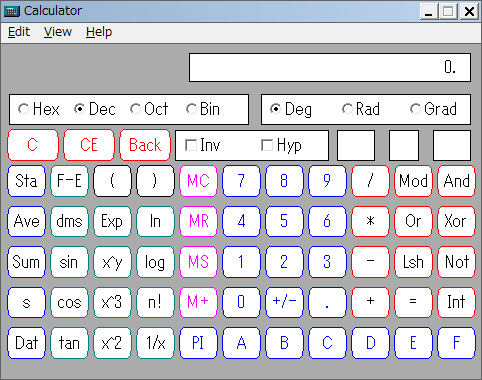 Calculator
Edit View Help
0.
Hex Dec Oct Bin Deg Rad Grad
C CE Back Inv Hyp
Sta F-E ( ) MC 7 8 9 / Mod And
Ave dms Exp ln MR 4 5 6 * Or Xor
Sum sin x^y log MS 1 2 3 - Lsh Not
s cos x^3 n! M+ 0 +/- . + = Int
Dat tan x^2 1/x PI A B C D E F